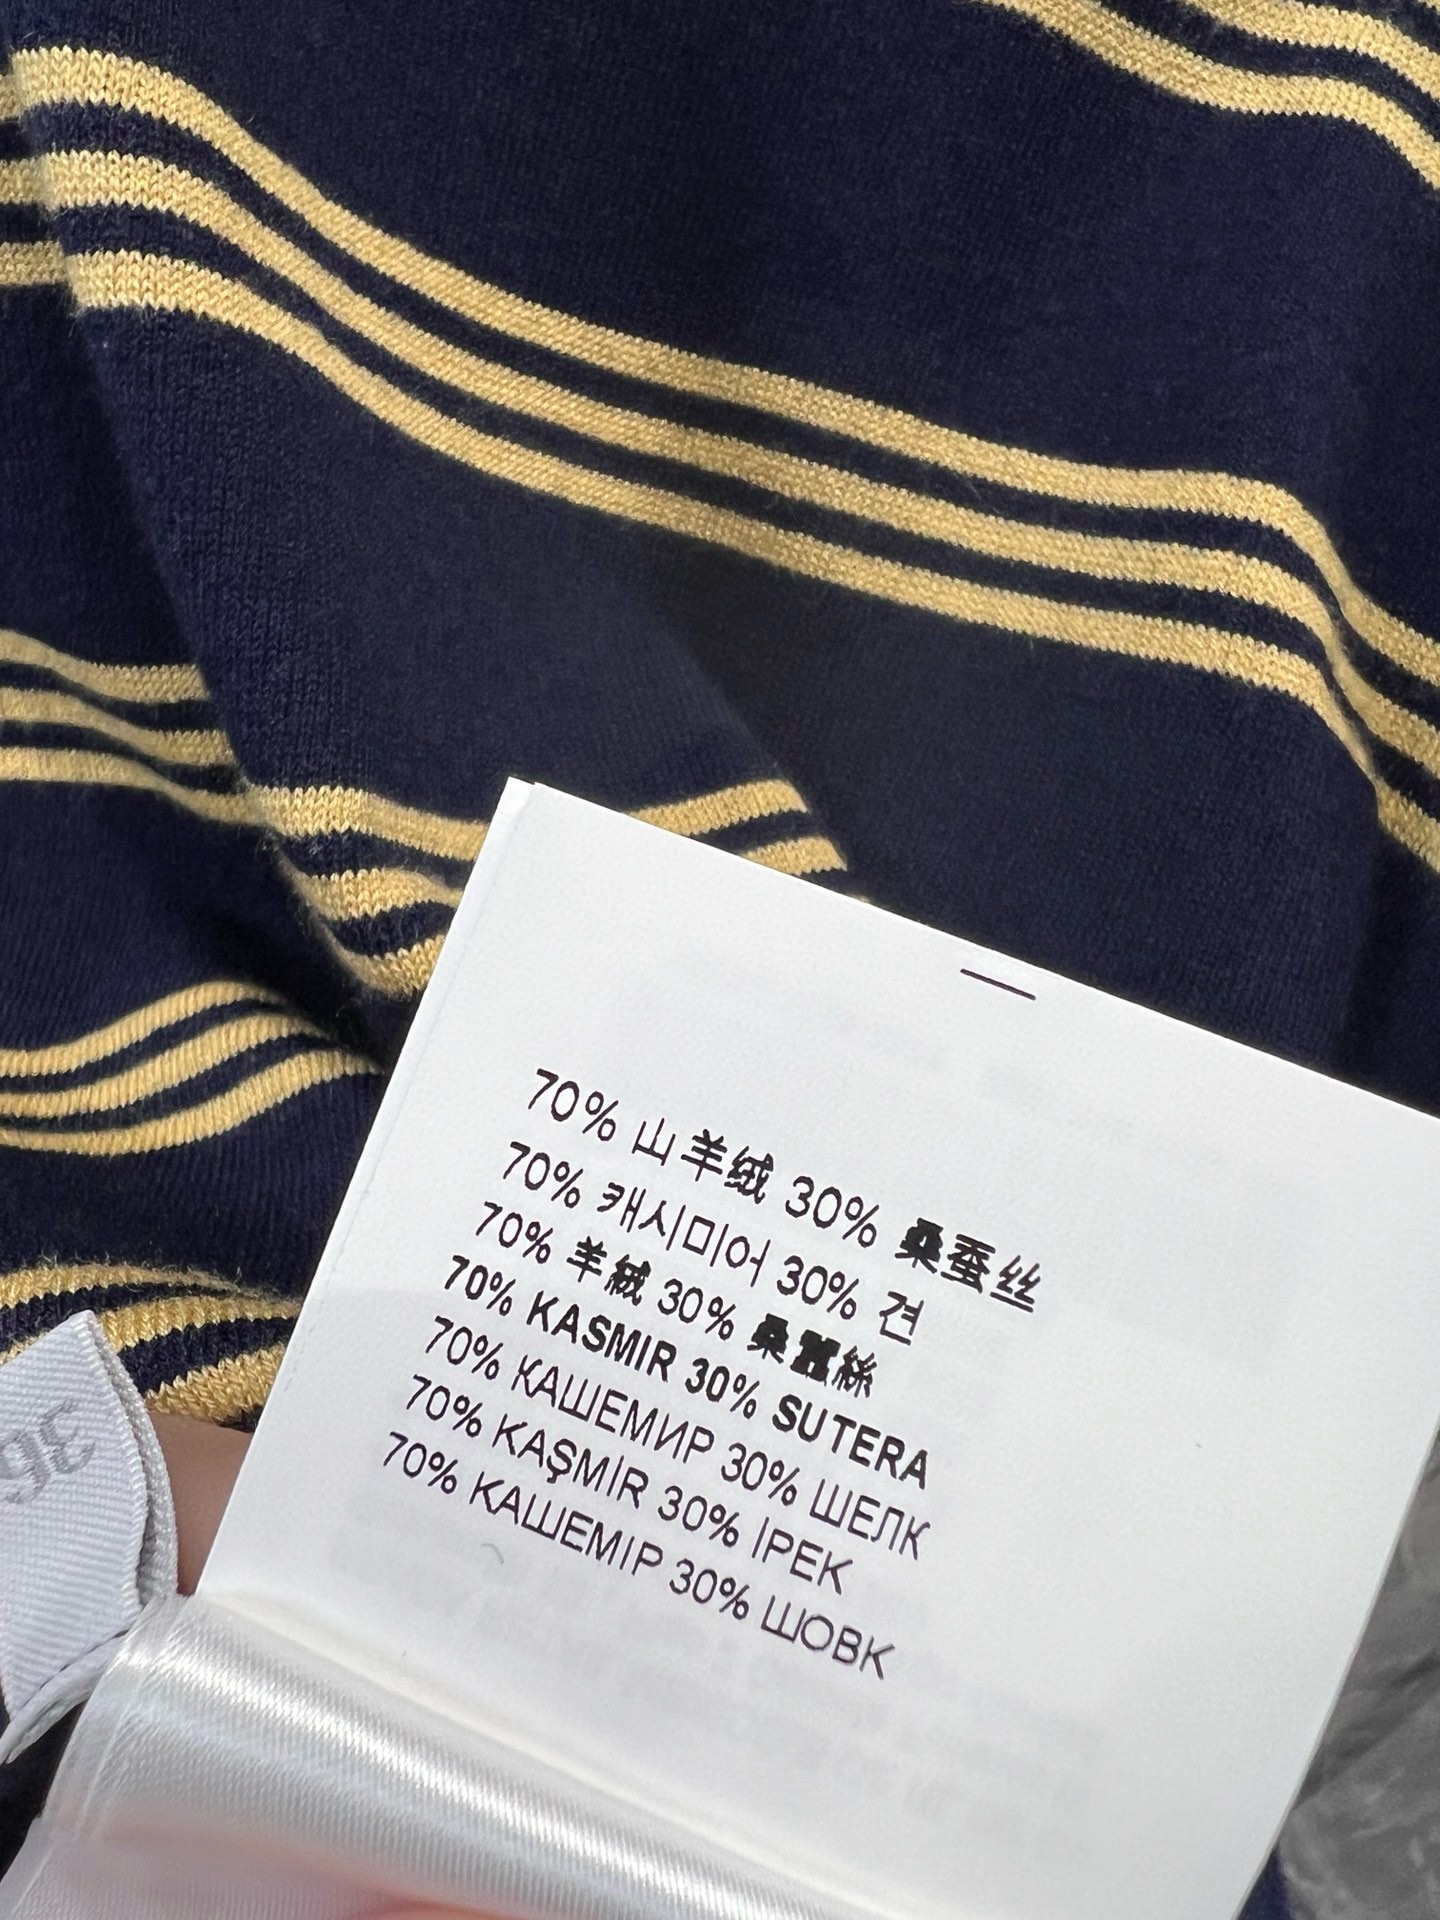 70% 山羊绒 30% 桑蚕丝
70% 캐시미어 30% 견
70% 羊絨 30% 桑蠶絲
70% KASMIR 30% SUTERA
70% КАШЕМИР 30% ШЕЛК
70% KAŞMİR 30% İPEK
70% КАШЕМІР 30% ШОВК
36